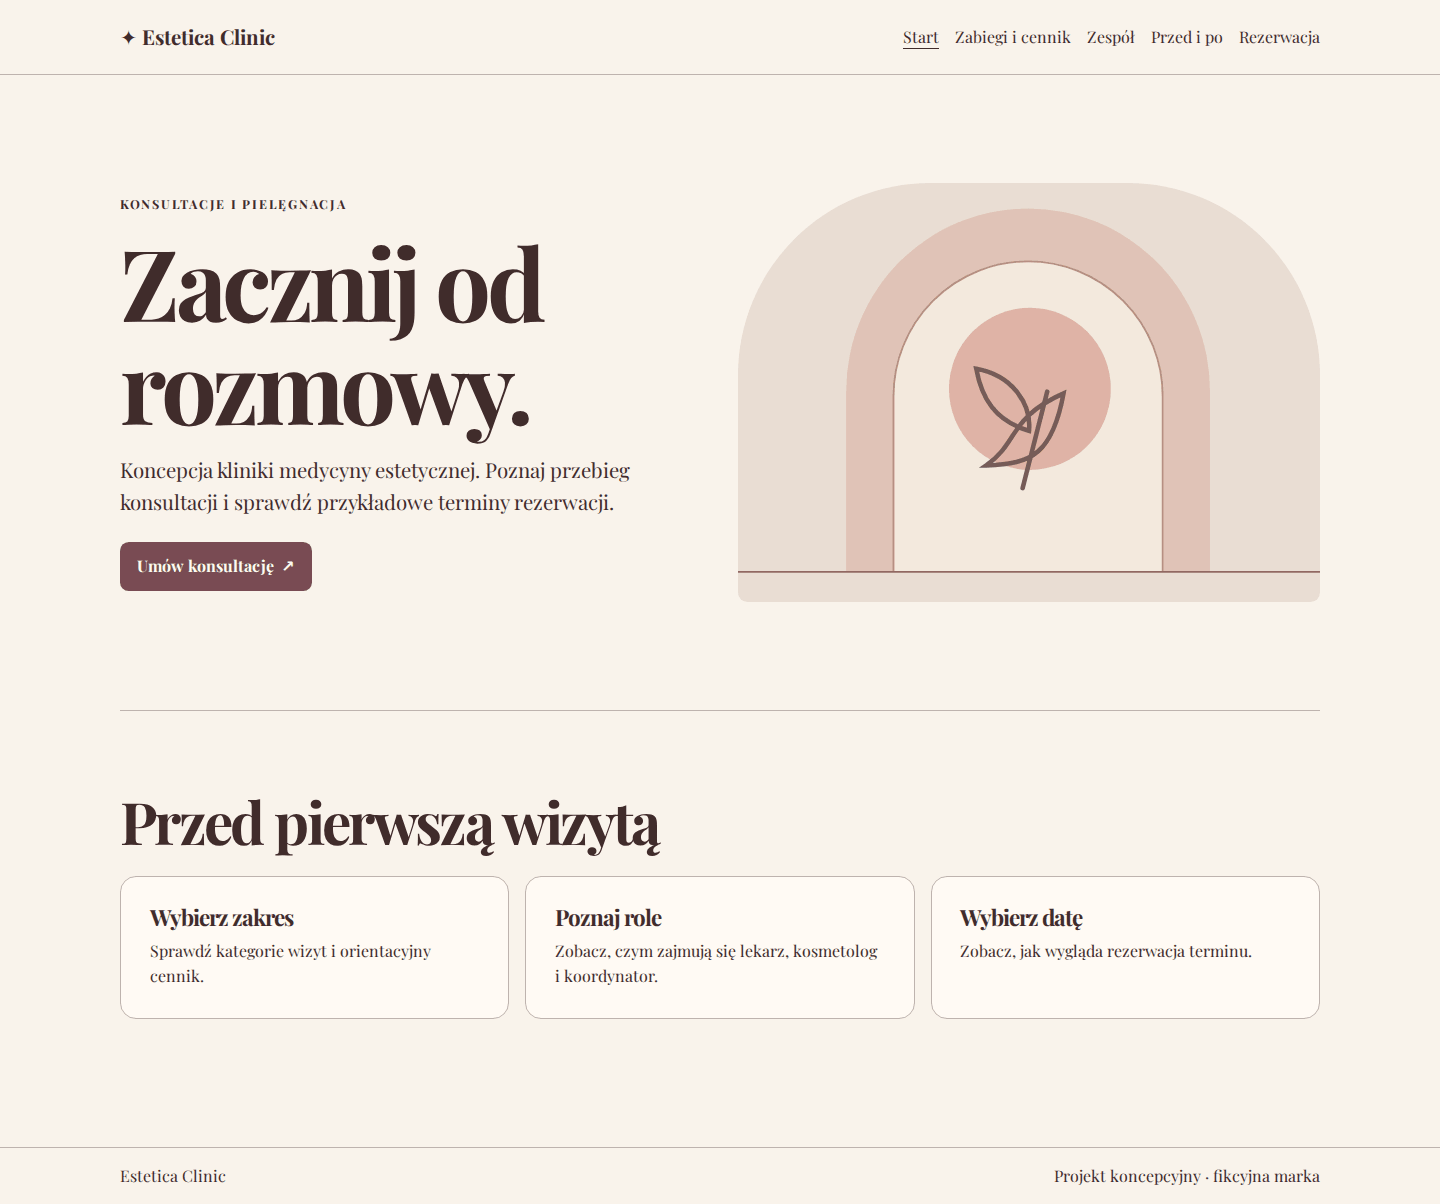 ✦ Estetica Clinic
Start Zabiegi i cennik Zespół Przed i po Rezerwacja
KONSULTACJE I PIELĘGNACJA
Zacznij od
rozmowy.
Koncepcja kliniki medycyny estetycznej. Poznaj przebieg
konsultacji i sprawdź przykładowe terminy rezerwacji.
Umów konsultację ↗
Przed pierwszą wizytą
Wybierz zakres
Sprawdź kategorie wizyt i orientacyjny
cennik.
Poznaj role
Zobacz, czym zajmują się lekarz, kosmetolog
i koordynator.
Wybierz datę
Zobacz, jak wygląda rezerwacja terminu.
Estetica Clinic
Projekt koncepcyjny · fikcyjna marka